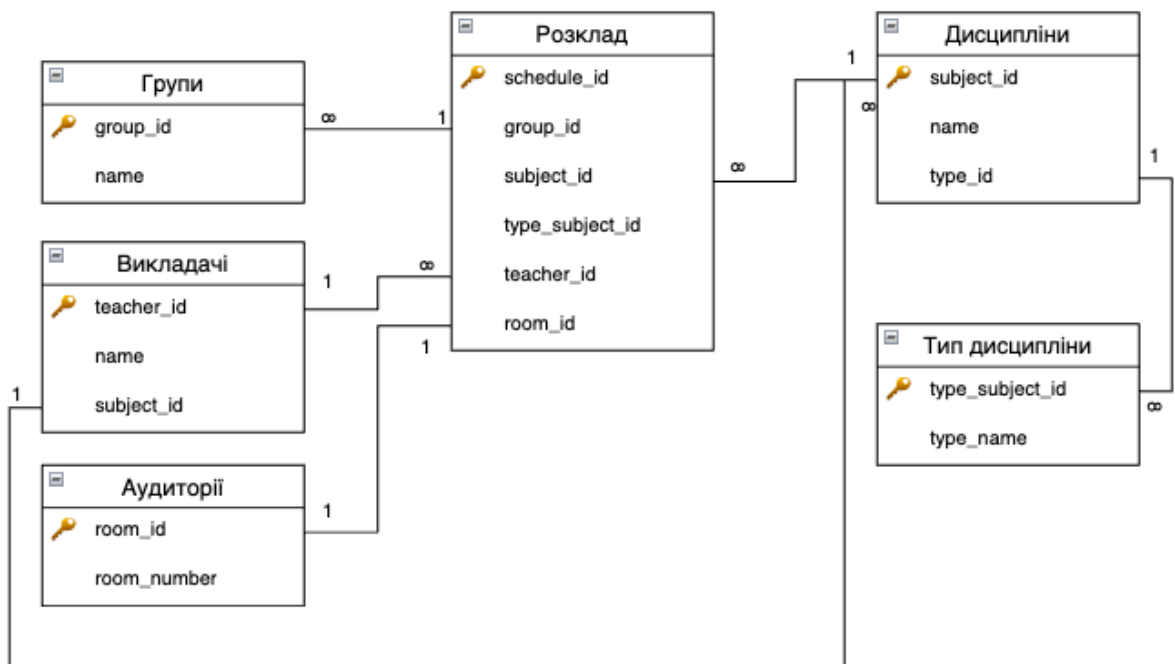 Групи
group_id
name
∞
1
Викладачі
teacher_id
name
subject_id
1
∞
1
Аудиторії
room_id
room_number
1
1
Розклад
schedule_id
group_id
subject_id
type_subject_id
teacher_id
room_id
∞
1
∞
Дисципліни
subject_id
name
type_id
1
Тип дисципліни
type_subject_id
type_name
∞